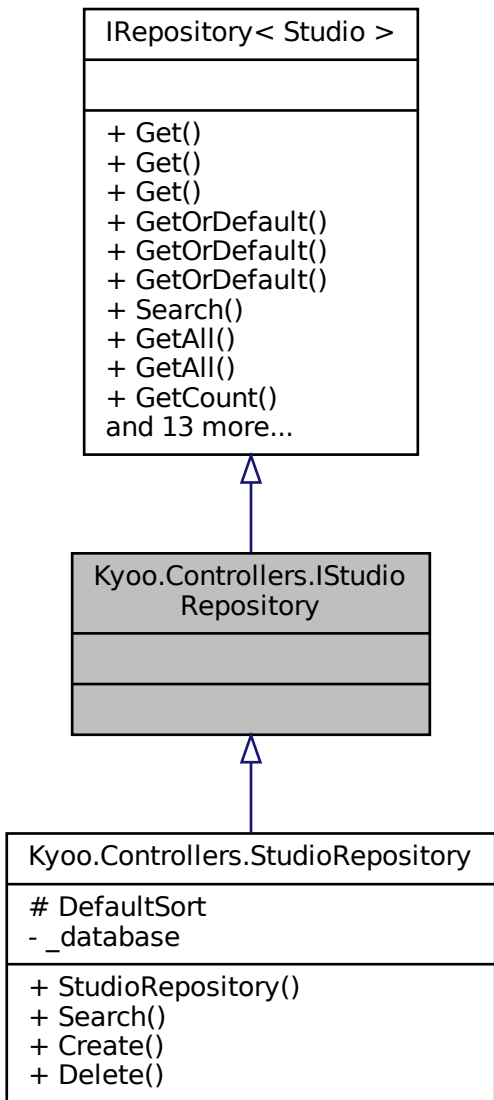 IRepository< Studio >
+ Get()
+ Get()
+ Get()
+ GetOrDefault()
+ GetOrDefault()
+ GetOrDefault()
+ Search()
+ GetAll()
+ GetAll()
+ GetCount()
and 13 more...
Kyoo.Controllers.IStudio
Repository
Kyoo.Controllers.StudioRepository
# DefaultSort
- _database
+ StudioRepository()
+ Search()
+ Create()
+ Delete()